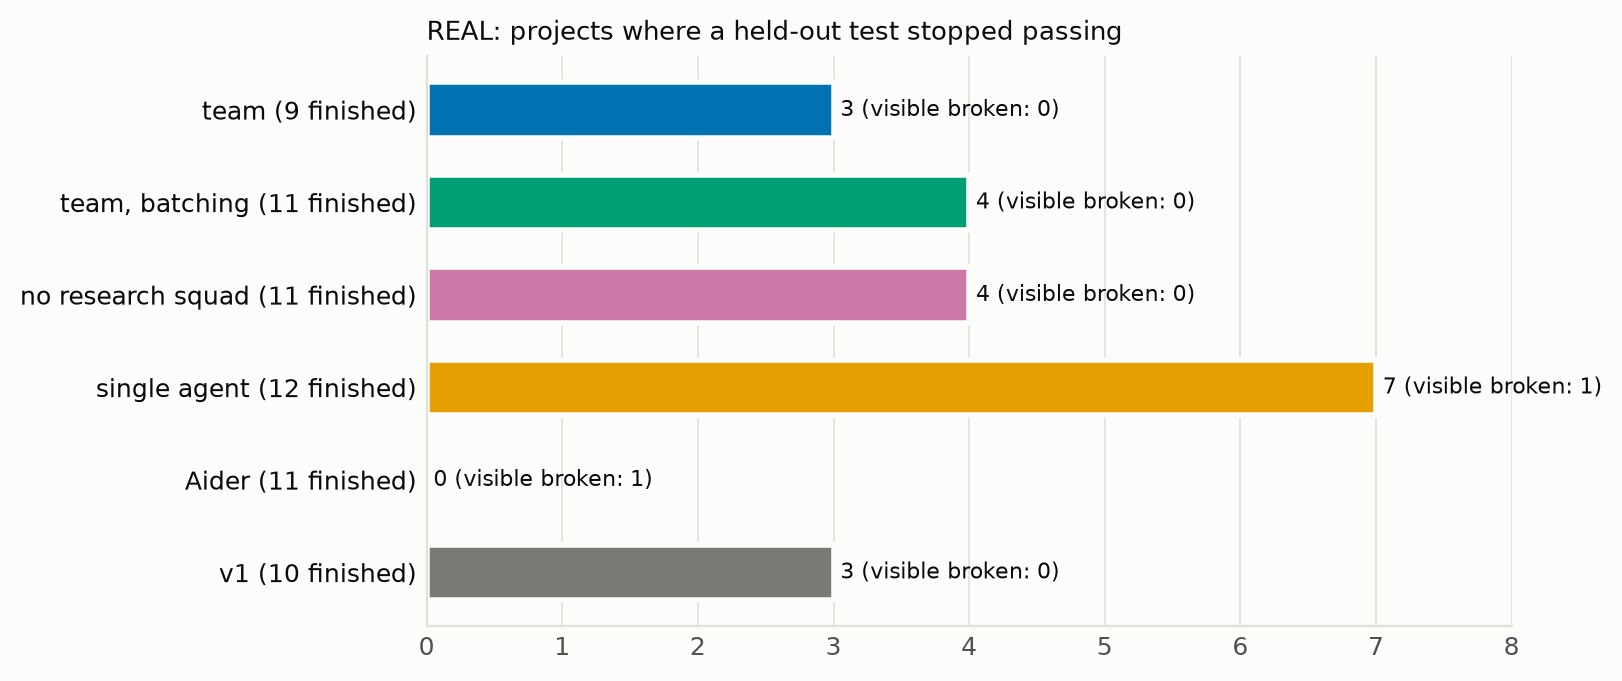 REAL: projects where a held-out test stopped passing
team (9 finished) 3 (visible broken: 0)
team, batching (11 finished) 4 (visible broken: 0)
no research squad (11 finished) 4 (visible broken: 0)
single agent (12 finished) 7 (visible broken: 1)
Aider (11 finished) 0 (visible broken: 1)
v1 (10 finished) 3 (visible broken: 0)
0 1 2 3 4 5 6 7 8